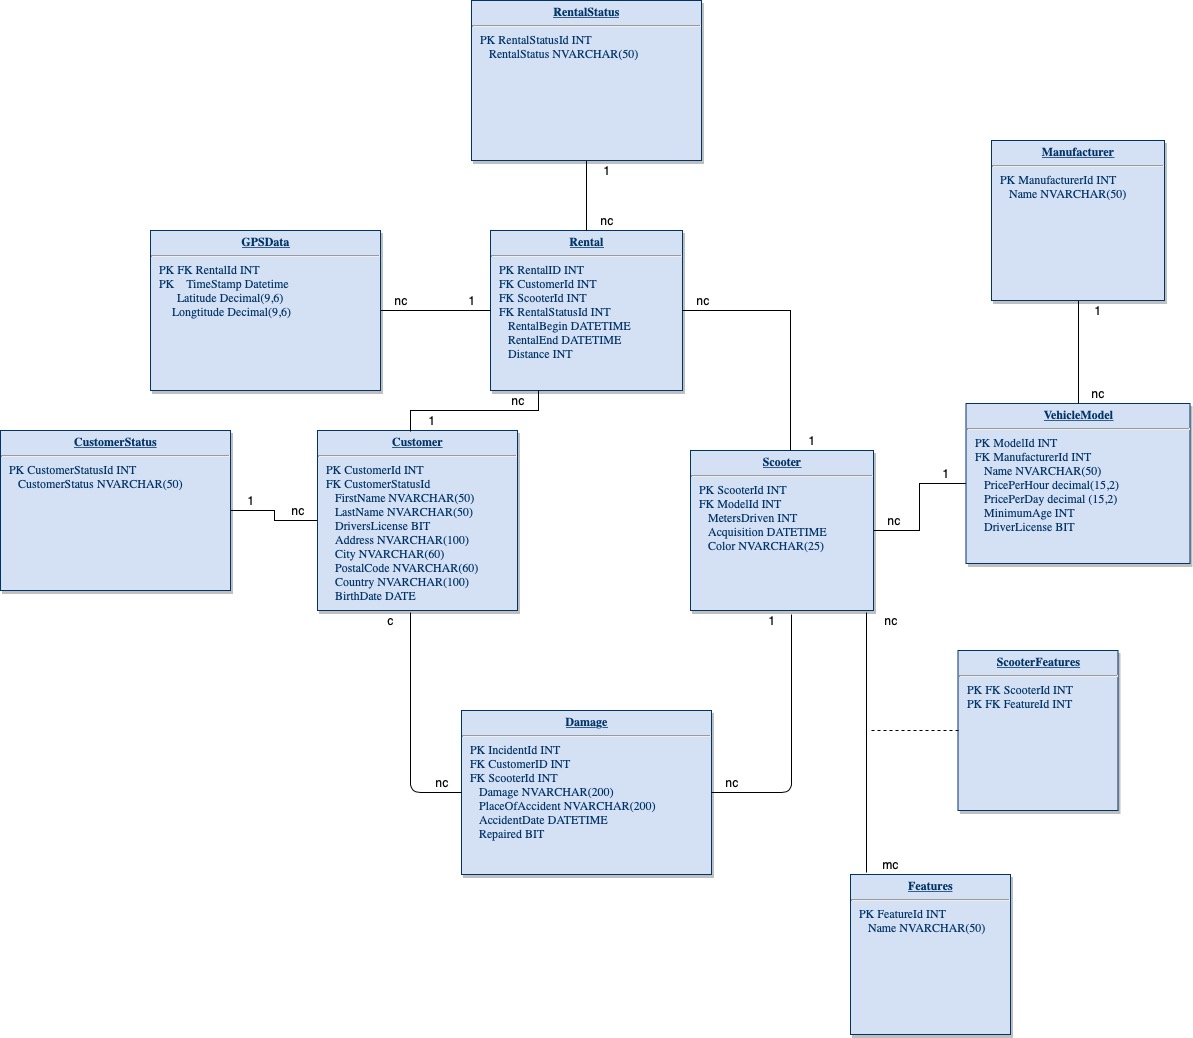 RentalStatus
PK RentalStatusId INT
RentalStatus NVARCHAR(50)
1
nc
Manufacturer
PK ManufacturerId INT
Name NVARCHAR(50)
1
nc
GPSData
PK FK RentalId INT
PK TimeStamp Datetime
Latitude Decimal(9,6)
Longtitude Decimal(9,6)
nc
1
Rental
PK RentalID INT
FK CustomerId INT
FK ScooterId INT
FK RentalStatusId INT
RentalBegin DATETIME
RentalEnd DATETIME
Distance INT
nc
1
nc
1
CustomerStatus
PK CustomerStatusId INT
CustomerStatus NVARCHAR(50)
1
nc
Customer
PK CustomerId INT
FK CustomerStatusId
FirstName NVARCHAR(50)
LastName NVARCHAR(50)
DriversLicense BIT
Address NVARCHAR(100)
City NVARCHAR(60)
PostalCode NVARCHAR(60)
Country NVARCHAR(100)
BirthDate DATE
c
nc
Scooter
PK ScooterId INT
FK ModelId INT
MetersDriven INT
Acquisition DATETIME
Color NVARCHAR(25)
nc
1
VehicleModel
PK ModelId INT
FK ManufacturerId INT
Name NVARCHAR(50)
PricePerHour decimal(15,2)
PricePerDay decimal (15,2)
MinimumAge INT
DriverLicense BIT
1
nc
nc
mc
ScooterFeatures
PK FK ScooterId INT
PK FK FeatureId INT
Damage
PK IncidentId INT
FK CustomerID INT
FK ScooterId INT
Damage NVARCHAR(200)
PlaceOfAccident NVARCHAR(200)
AccidentDate DATETIME
Repaired BIT
Features
PK FeatureId INT
Name NVARCHAR(50)